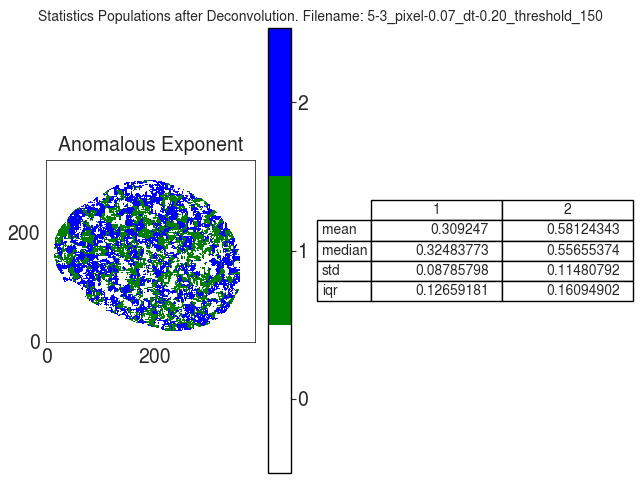 Statistics Populations after Deconvolution. Filename: 5-3_pixel-0.07_dt-0.20_threshold_150
Anomalous Exponent
200
0
0 200
2
1
0
1 2
mean 0.309247 0.58124343
median 0.32483773 0.55655374
std 0.08785798 0.11480792
iqr 0.12659181 0.16094902